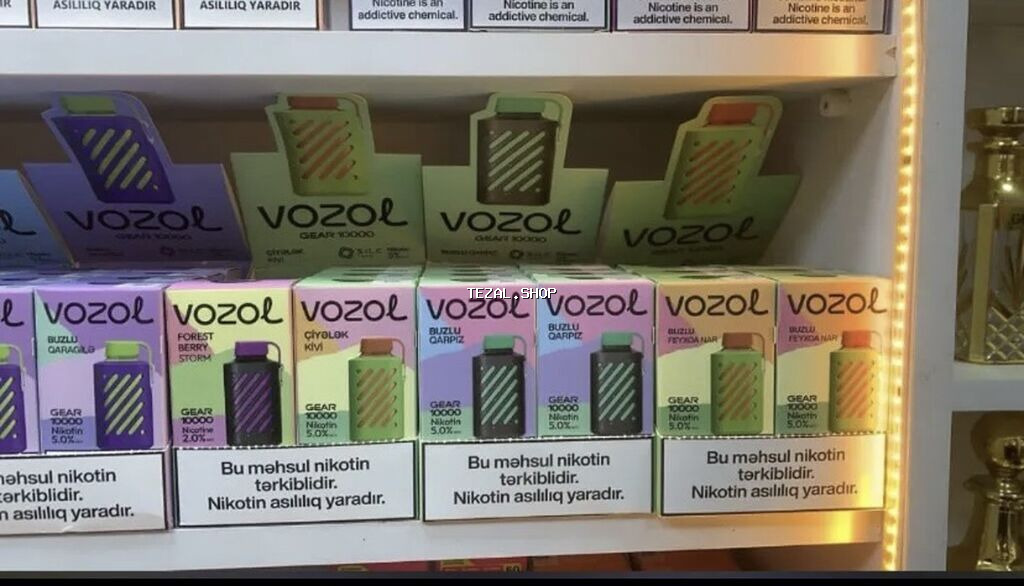 ASILILIQ YARADIR
ASILILIQ YARADIR
Nicotine is an
addictive chemical.
Nicotine is an
addictive chemical.
Nicotine is an
addictive chemical.
Nicotine is an
addictive chemical.
VOZOL
GEAR 10000
VOZOL
GEAR 10000
ÇİYƏLƏK
KİVİ
VOZOL
GEAR 10000
VOZOL
TEZAL.SHOP
VOZOL
BUZLU
QARAGİLƏ
GEAR
10000
Nikotin
5.0%
VOZOL
FOREST
BERRY
STORM
GEAR
10000
Nicotine
2.0%
VOZOL
ÇİYƏLƏK
KİVİ
GEAR
10000
Nikotin
5.0%
VOZOL
BUZLU
QARPIZ
GEAR
10000
Nikotin
5.0%
VOZOL
BUZLU
QARPIZ
GEAR
10000
Nikotin
5.0%
VOZOL
BUZLU
FEYXOA NAR
GEAR
10000
Nikotin
5.0%
VOZOL
BUZLU
FEYXOA NAR
GEAR
10000
Nikotin
5.0%
məhsul nikotin
tərkiblidir.
asılılıq yaradır.
Bu məhsul nikotin
tərkiblidir.
Nikotin asılılıq yaradır.
Bu məhsul nikotin
tərkiblidir.
Nikotin asılılıq yaradır.
Bu məhsul nikotin
tərkiblidir.
Nikotin asılılıq yaradır.